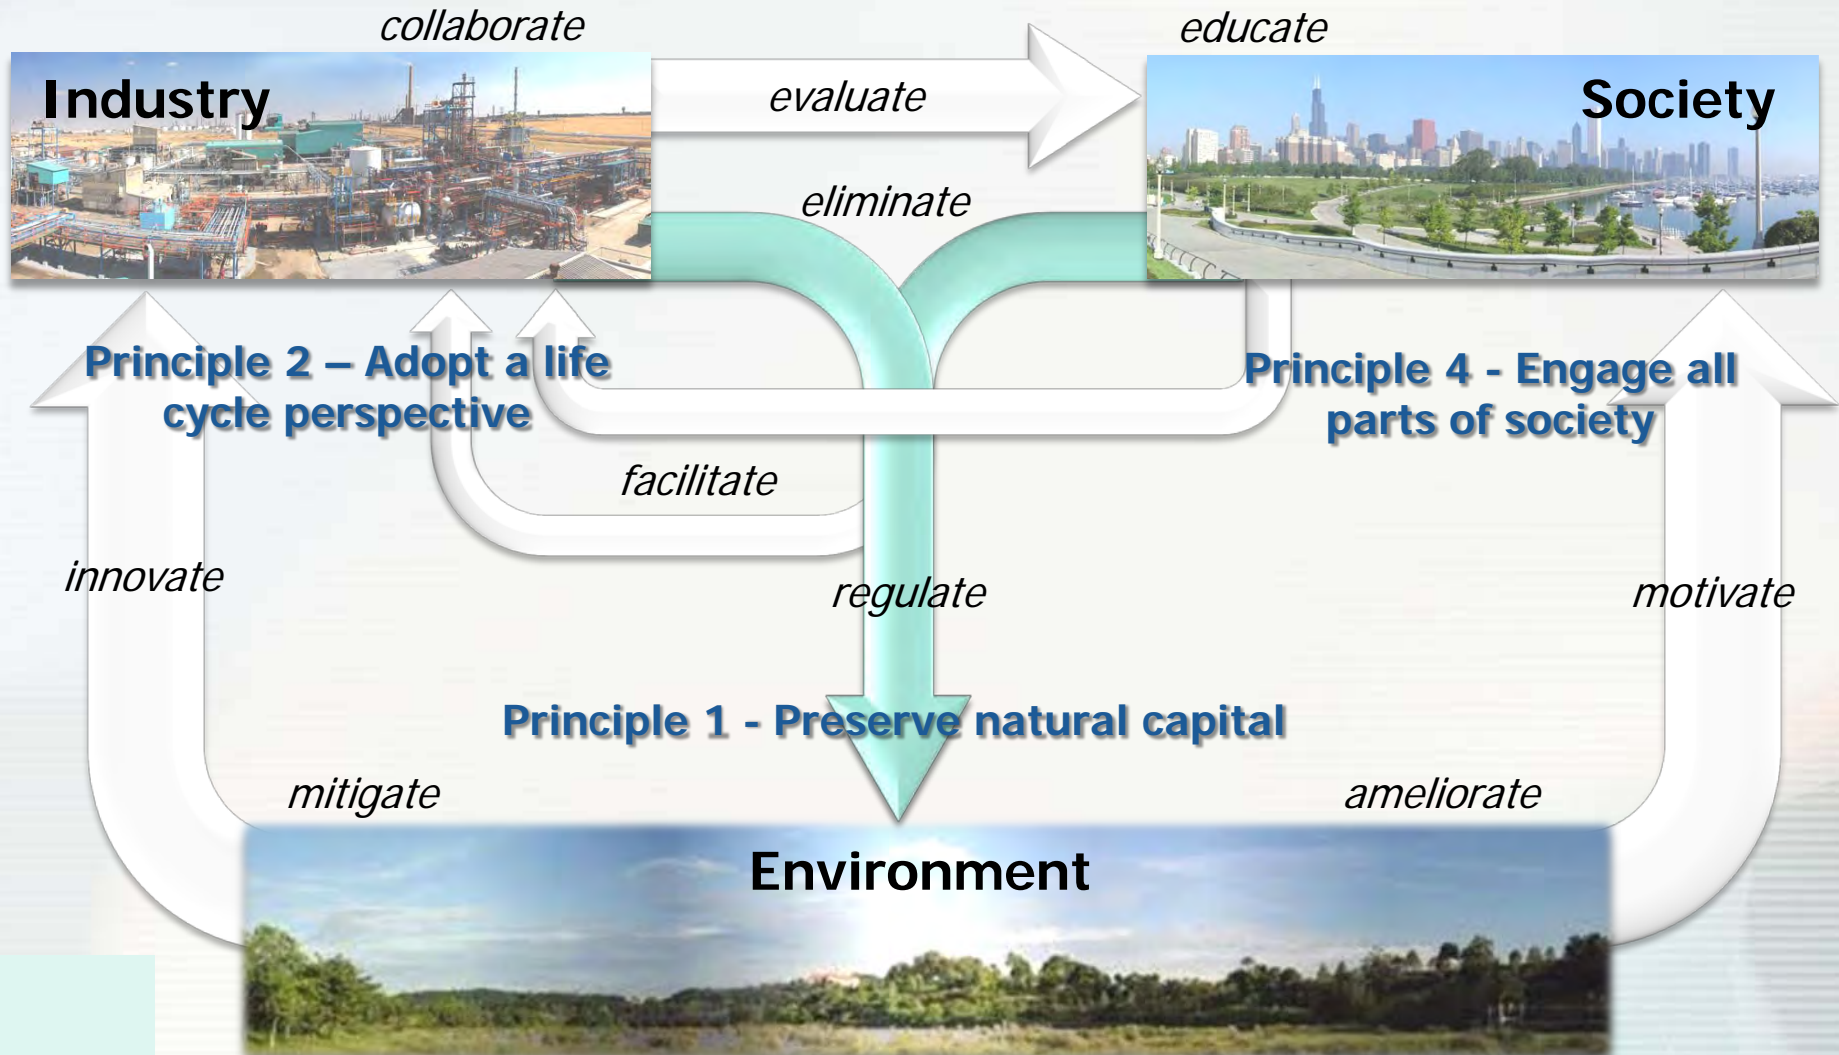 collaborate
educate
Industry
evaluate
Society
eliminate
Principle 2 – Adopt a life
cycle perspective
Principle 4 - Engage all
parts of society
facilitate
innovate
regulate
motivate
Principle 1 - Preserve natural capital
mitigate
ameliorate
Environment